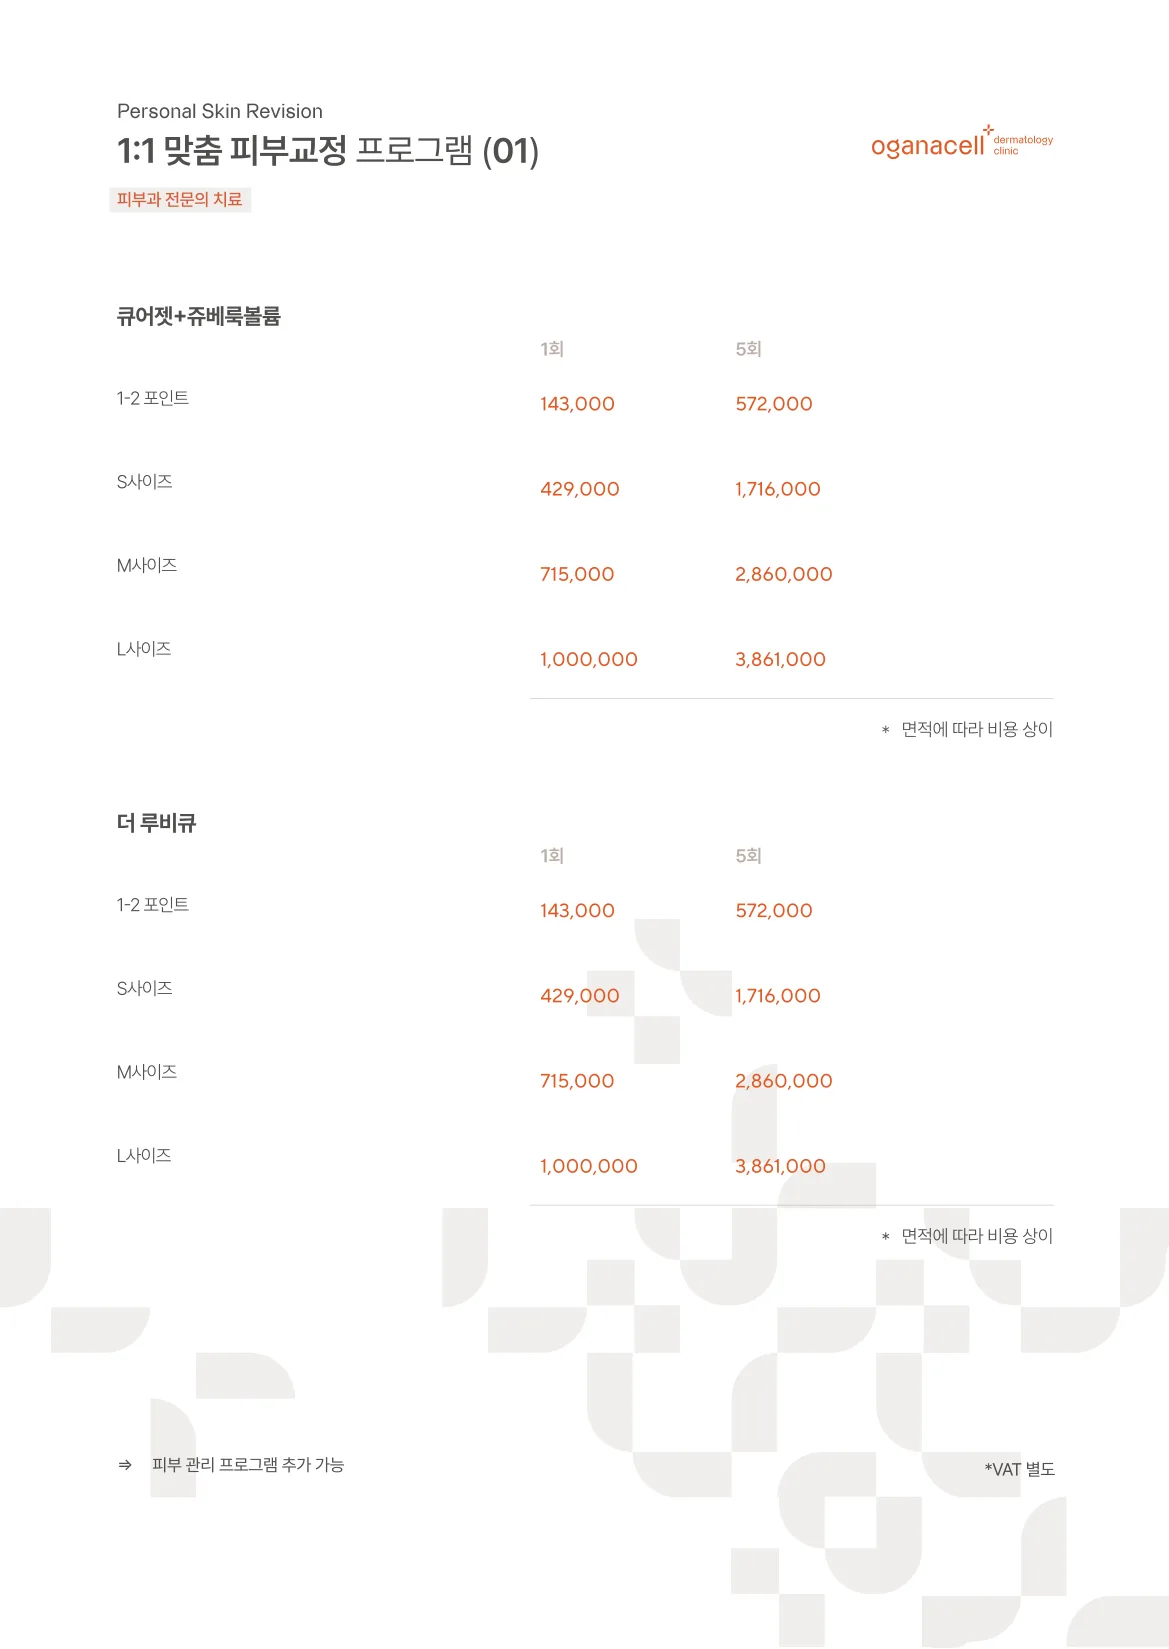 Personal Skin Revision
1:1 맞춤 피부교정 프로그램 (01)
oganacell dermatology clinic
피부과 전문의 치료
큐어젯+쥬베룩볼륨
1회 5회
1-2 포인트 143,000 572,000
S사이즈 429,000 1,716,000
M사이즈 715,000 2,860,000
L사이즈 1,000,000 3,861,000
* 면적에 따라 비용 상이
더 루비큐
1회 5회
1-2 포인트 143,000 572,000
S사이즈 429,000 1,716,000
M사이즈 715,000 2,860,000
L사이즈 1,000,000 3,861,000
* 면적에 따라 비용 상이
⇒ 피부 관리 프로그램 추가 가능
*VAT 별도